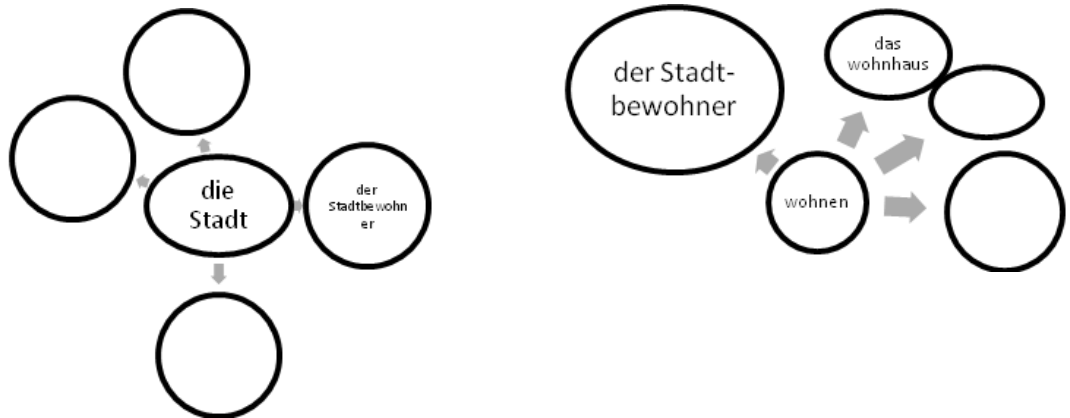 die
Stadt
der
Stadtbewohn
er
der Stadt-
bewohner
das
wohnhaus
wohnen